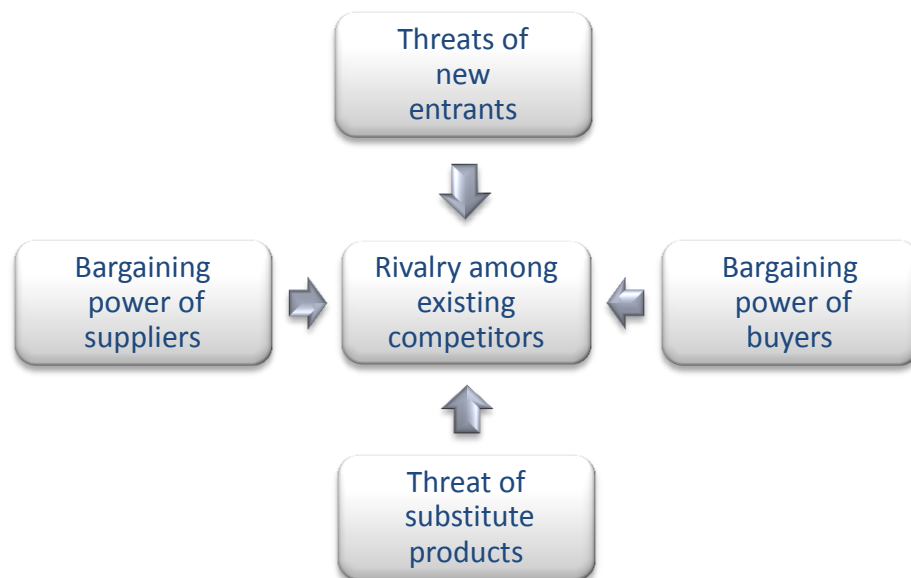 Threats of
new
entrants
Bargaining
power of
suppliers
Rivalry among
existing
competitors
Bargaining
power of
buyers
Threat of
substitute
products